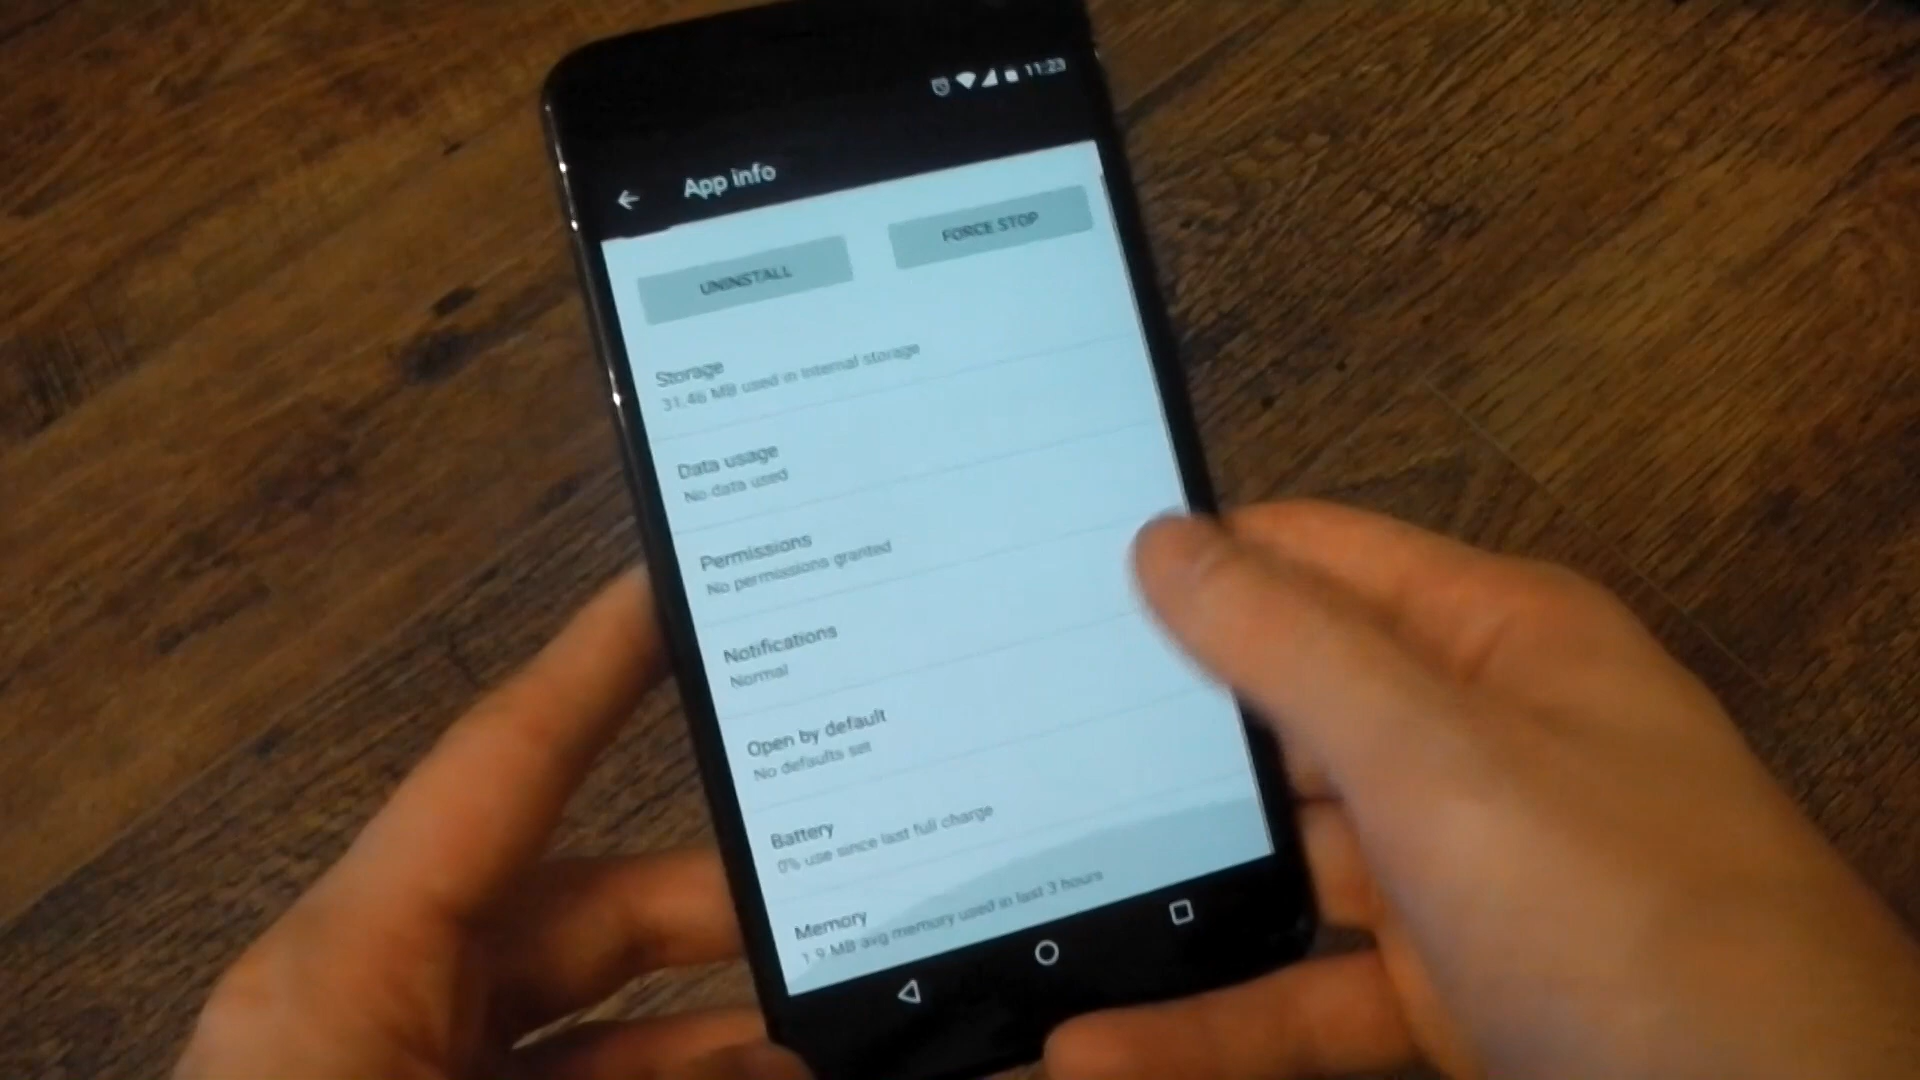 11:23
App info
UNINSTALL
FORCE STOP
Storage
31.46 MB used in Internal storage
Data usage
No data used
Permissions
No permissions granted
Notifications
Normal
Open by default
No defaults set
Battery
0% use since last full charge
Memory
1.9 MB avg memory used in last 3 hours